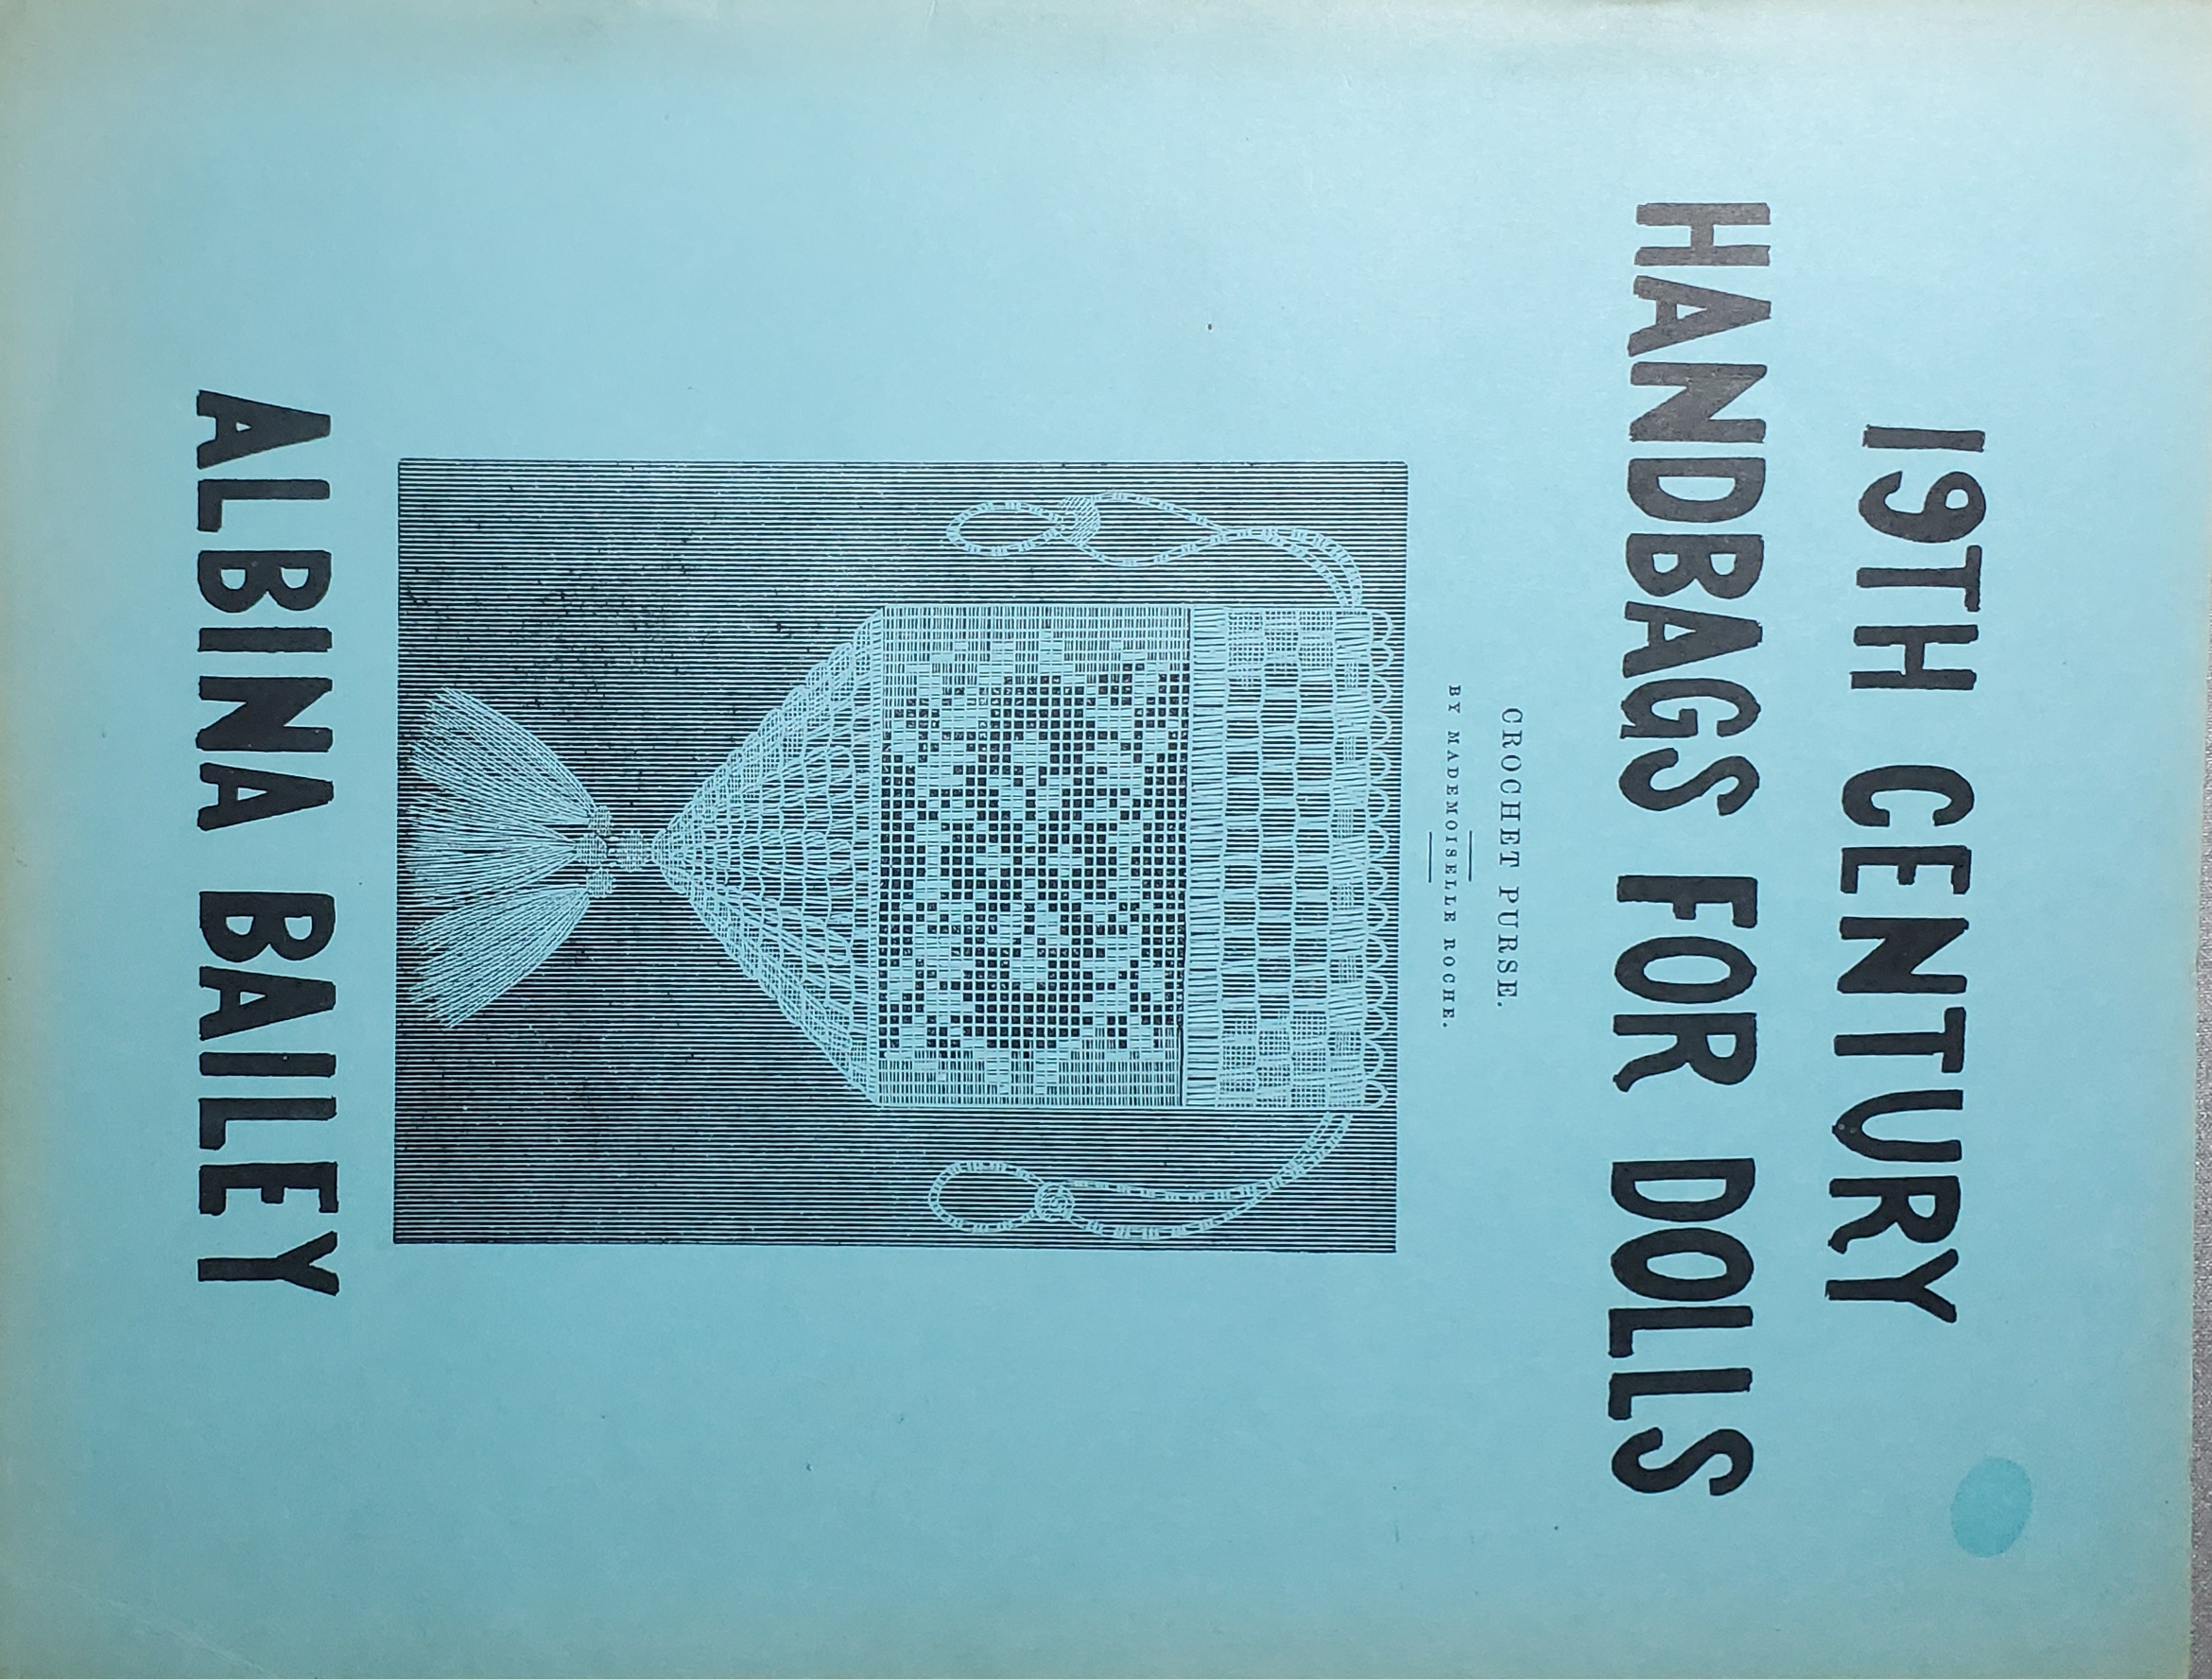 19TH CENTURY
HANDBAGS FOR DOLLS
CROCHET PURSE.
BY MADEMOISELLE ROCHE.
ALBINA BAILEY